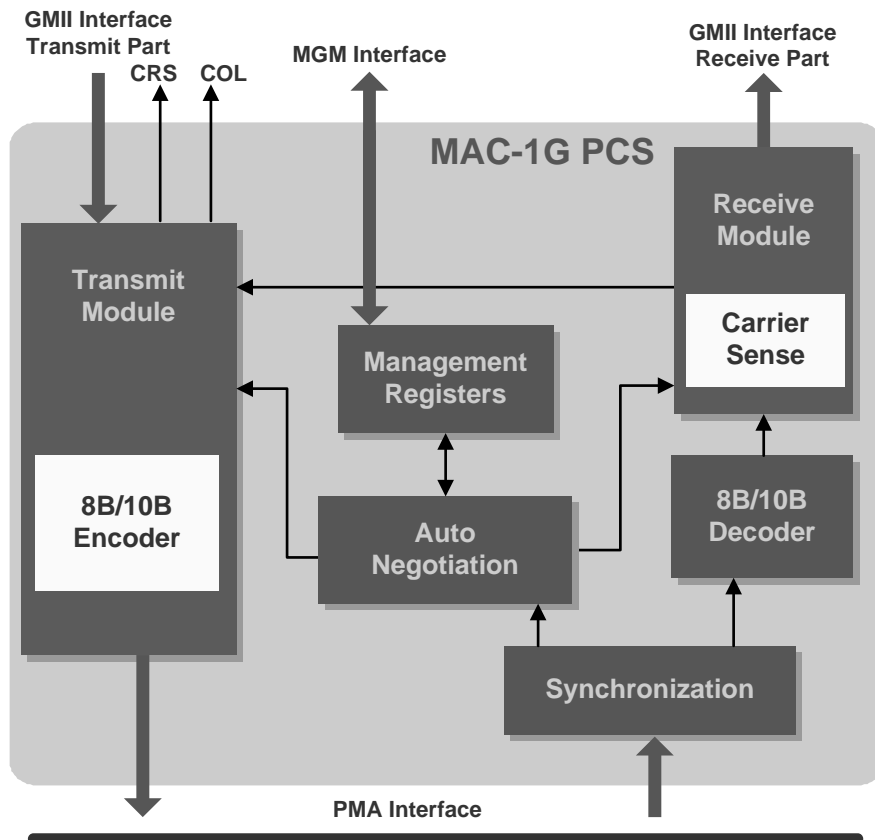 GMII Interface
Transmit Part
CRS
COL
MGM Interface
GMII Interface
Receive Part
MAC-1G PCS
Transmit
Module
Receive
Module
Carrier
Sense
Management
Registers
8B/10B
Encoder
Auto
Negotiation
8B/10B
Decoder
Synchronization
PMA Interface